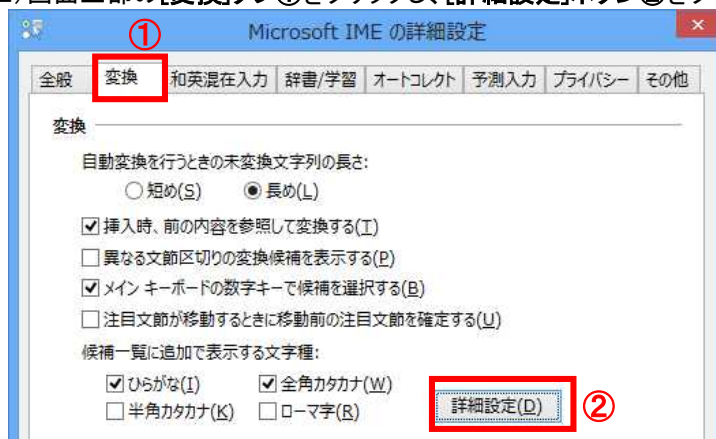 ①
Microsoft IME の詳細設定
全般 変換 和英混在入力 辞書/学習 オートコレクト 予測入力 プライバシー その他
変換
自動変換を行うときの未変換文字列の長さ:
短め(S) 長め(L)
挿入時、前の内容を参照して変換する(T)
異なる文節区切りの変換候補を表示する(P)
メイン キーボードの数字キーで候補を選択する(B)
注目文節が移動するときに移動前の注目文節を確定する(U)
候補一覧に追加で表示する文字種:
ひらがな(I) 全角カタカナ(W)
半角カタカナ(K) ローマ字(R)
詳細設定(D) ②